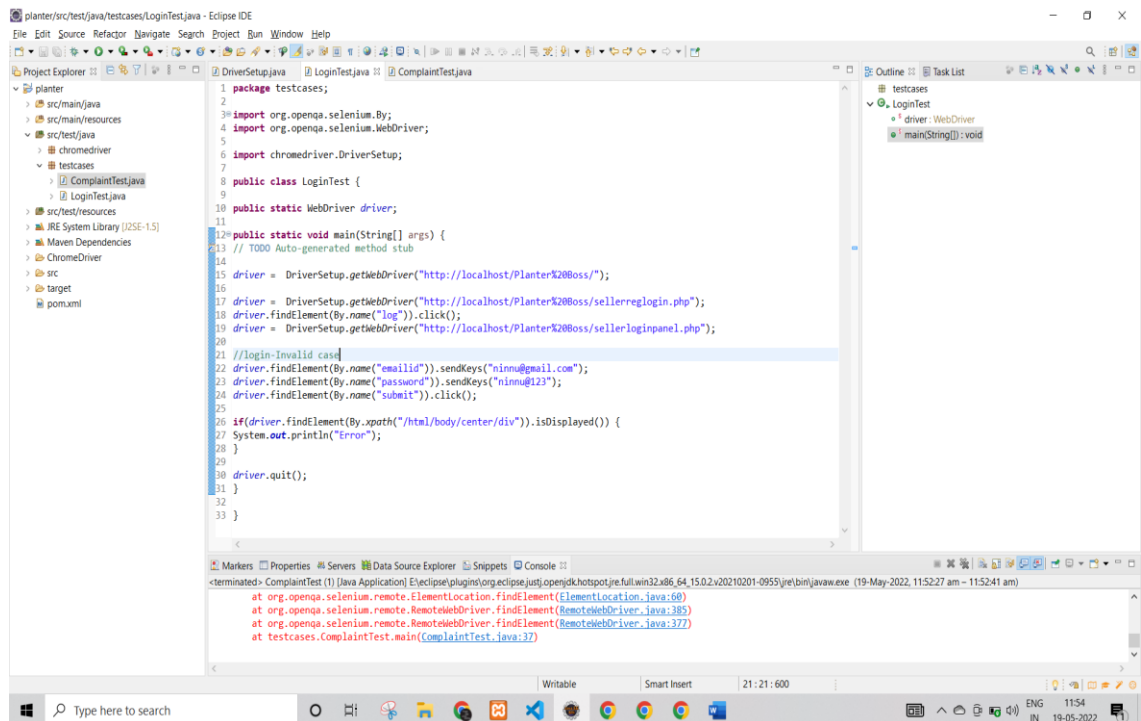 planter/src/test/java/testcases/LoginTest.java - Eclipse IDE
File Edit Source Refactor Navigate Search Project Run Window Help
Project Explorer
planter
src/main/java
src/main/resources
src/test/java
chromedriver
testcases
ComplaintTest.java
LoginTest.java
src/test/resources
JRE System Library [J2SE-1.5]
Maven Dependencies
ChromeDriver
src
target
pom.xml
DriverSetup.java LoginTest.java ComplaintTest.java
1 package testcases;
2
3 import org.openqa.selenium.By;
4 import org.openqa.selenium.WebDriver;
5
6 import chromedriver.DriverSetup;
7
8 public class LoginTest {
9
10 public static WebDriver driver;
11
12 public static void main(String[] args) {
13 // TODO Auto-generated method stub
14
15 driver = DriverSetup.getWebDriver("http://localhost/Planter%20Boss/");
16
17 driver = DriverSetup.getWebDriver("http://localhost/Planter%20Boss/sellerreglogin.php");
18 driver.findElement(By.name("log")).click();
19 driver = DriverSetup.getWebDriver("http://localhost/Planter%20Boss/sellerloginpanel.php");
20
21 //login-Invalid case
22 driver.findElement(By.name("emailid")).sendKeys("ninnu@gmail.com");
23 driver.findElement(By.name("password")).sendKeys("ninnu@123");
24 driver.findElement(By.name("submit")).click();
25
26 if(driver.findElement(By.xpath("/html/body/center/div")).isDisplayed()) {
27 System.out.println("Error");
28 }
29
30 driver.quit();
31 }
32
33 }
Outline Task List
testcases
LoginTest
driver : WebDriver
main(String[]) : void
Markers Properties Servers Data Source Explorer Snippets Console
<terminated> ComplaintTest (1) [Java Application] E:\eclipse\plugins\org.eclipse.justj.openjdk.hotspot.jre.full.win32.x86_64_15.0.2.v20210201-0955\jre\bin\javaw.exe (19-May-2022, 11:52:27 am – 11:52:41 am)
at org.openqa.selenium.remote.ElementLocation.findElement(ElementLocation.java:60)
at org.openqa.selenium.remote.RemoteWebDriver.findElement(RemoteWebDriver.java:385)
at org.openqa.selenium.remote.RemoteWebDriver.findElement(RemoteWebDriver.java:377)
at testcases.ComplaintTest.main(ComplaintTest.java:37)
Writable Smart Insert 21 : 21 : 600
Type here to search
ENG
IN
11:54
19-05-2022